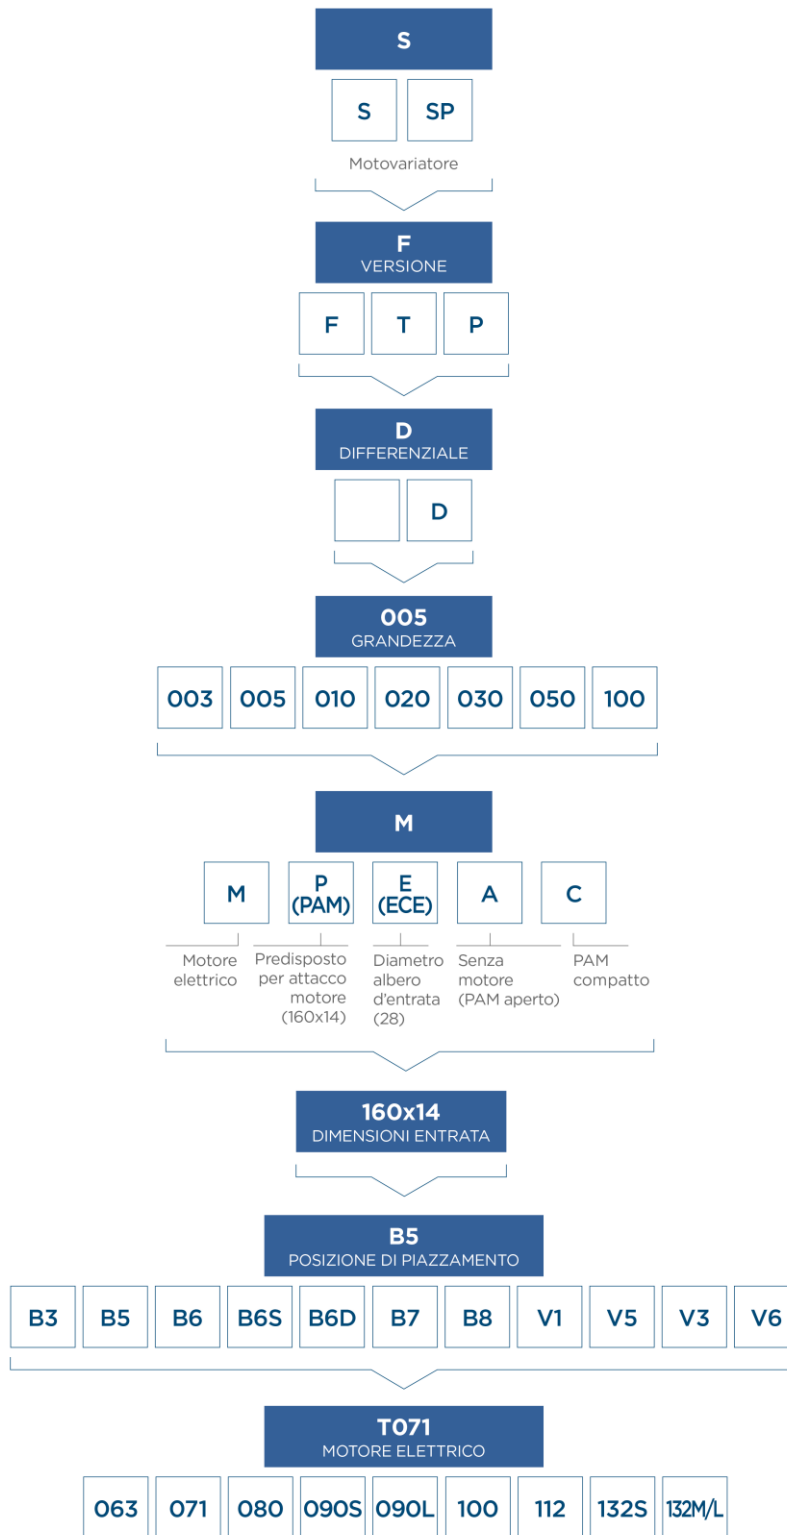 S
S SP
Motovariatore
F
VERSIONE
F T P
D
DIFFERENZIALE
D
005
GRANDEZZA
003 005 010 020 030 050 100
M
M P (PAM) E (ECE) A C
Motore
elettrico
Predisposto
per attacco
motore
(160x14)
Diametro
albero
d'entrata
(28)
Senza
motore
(PAM aperto)
PAM
compatto
160x14
DIMENSIONI ENTRATA
B5
POSIZIONE DI PIAZZAMENTO
B3 B5 B6 B6S B6D B7 B8 V1 V5 V3 V6
T071
MOTORE ELETTRICO
063 071 080 090S 090L 100 112 132S 132M/L